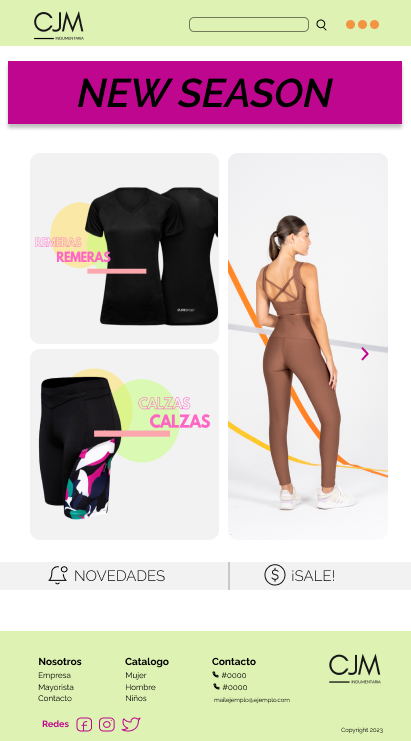 CJM
INDUMENTARIA
NEW SEASON
REMERAS
REMERAS
CALZAS
CALZAS
NOVEDADES
¡SALE!
Nosotros
Empresa
Mayorista
Contacto
Catalogo
Mujer
Hombre
Niños
Contacto
#0000
#0000
mailejemplo@ejemplo.com
CJM
INDUMENTARIA
Redes
Copyright 2023